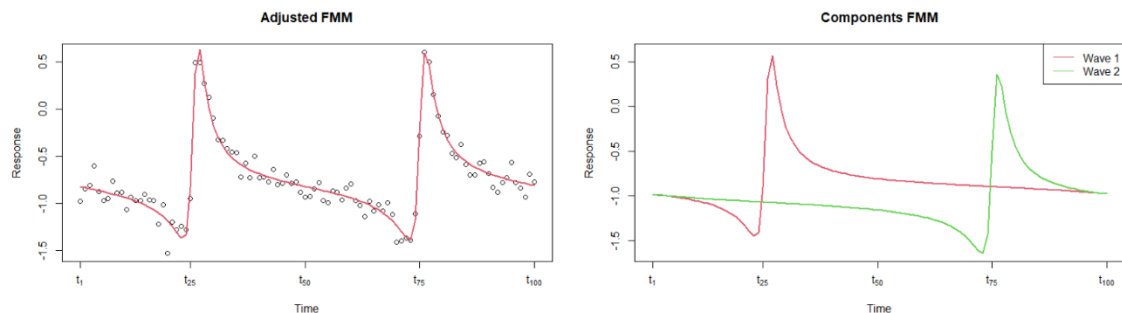 Adjusted FMM
Response
0.5
0.0
-0.5
-1.0
-1.5
t₁
t₂₅
t₅₀
t₇₅
t₁₀₀
Time
Components FMM
Response
0.5
0.0
-0.5
-1.0
-1.5
t₁
t₂₅
t₅₀
t₇₅
t₁₀₀
Time
Wave 1
Wave 2